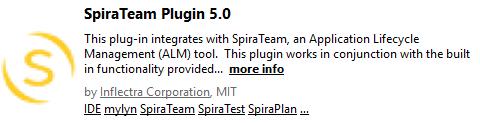 SpiraTeam Plugin 5.0
This plug-in integrates with SpiraTeam, an Application Lifecycle
Management (ALM) tool.  This plugin works in conjunction with the built
in functionality provided...  more info
by Inflectra Corporation, MIT
IDE mylyn SpiraTeam SpiraTest SpiraPlan ...
S